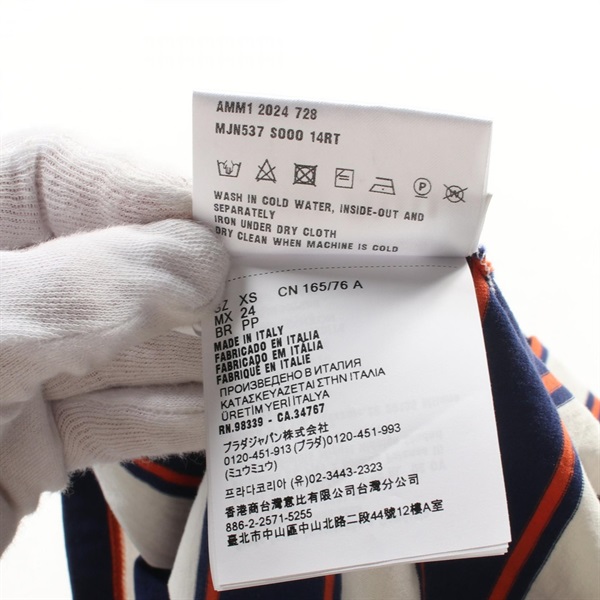 AMM1 2024 728
MJN537 S000 14RT
WASH IN COLD WATER, INSIDE-OUT AND
SEPARATELY
IRON UNDER DRY CLOTH
DRY CLEAN WHEN MACHINE IS COLD
SZ XS CN 165/76 A
MX 24
BR PP
MADE IN ITALY
FABRICADO EN ITALIA
FABRICADO EM ITÁLIA
FABRIQUÉ EN ITALIE
ПРОИЗВЕДЕНО В ИТАЛИЯ
ΚΑΤΑΣΚΕΥΑΖΕΤΑΙ ΣΤΗΝ ΙΤΑΛΙΑ
ÜRETİM YERİ İTALYA
RN.98339 - CA.34767
プラダジャパン株式会社
0120-451-913 (プラダ) 0120-451-993
(ミュウミュウ)
프라다코리아 (유) 02-3443-2323
香港商台灣意比有限公司台灣分公司
886-2-2571-5255
臺北市中山區中山北路二段44號12樓A室